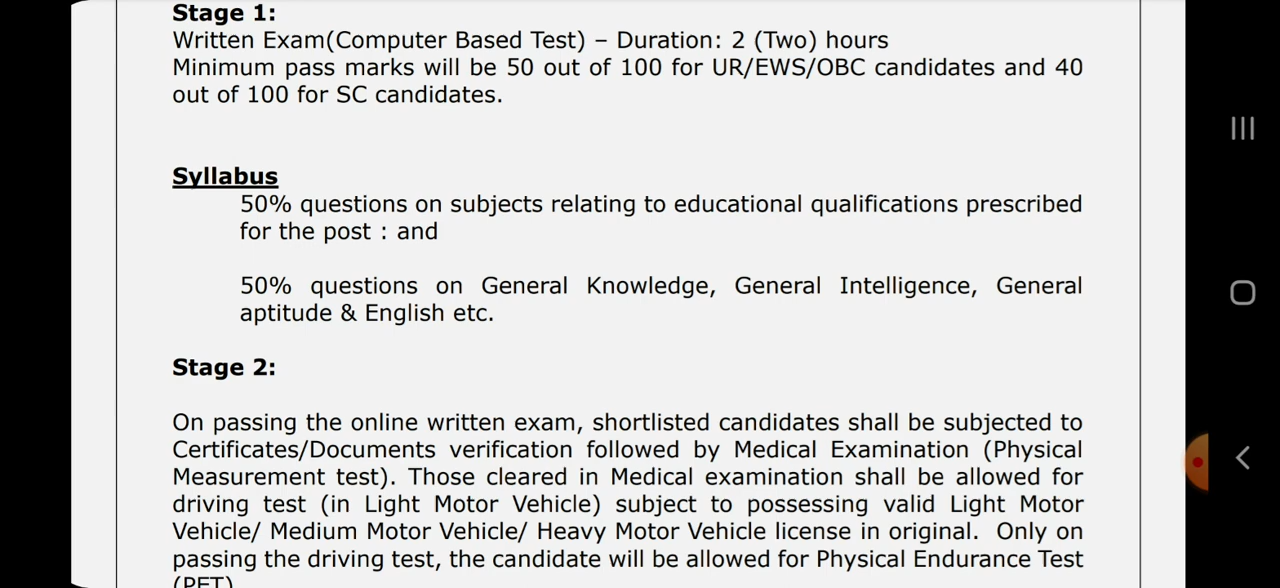 Stage 1:
Written Exam(Computer Based Test) – Duration: 2 (Two) hours
Minimum pass marks will be 50 out of 100 for UR/EWS/OBC candidates and 40
out of 100 for SC candidates.
Syllabus
50% questions on subjects relating to educational qualifications prescribed
for the post : and
50% questions on General Knowledge, General Intelligence, General
aptitude & English etc.
Stage 2:
On passing the online written exam, shortlisted candidates shall be subjected to
Certificates/Documents verification followed by Medical Examination (Physical
Measurement test). Those cleared in Medical examination shall be allowed for
driving test (in Light Motor Vehicle) subject to possessing valid Light Motor
Vehicle/ Medium Motor Vehicle/ Heavy Motor Vehicle license in original. Only on
passing the driving test, the candidate will be allowed for Physical Endurance Test
(PET)